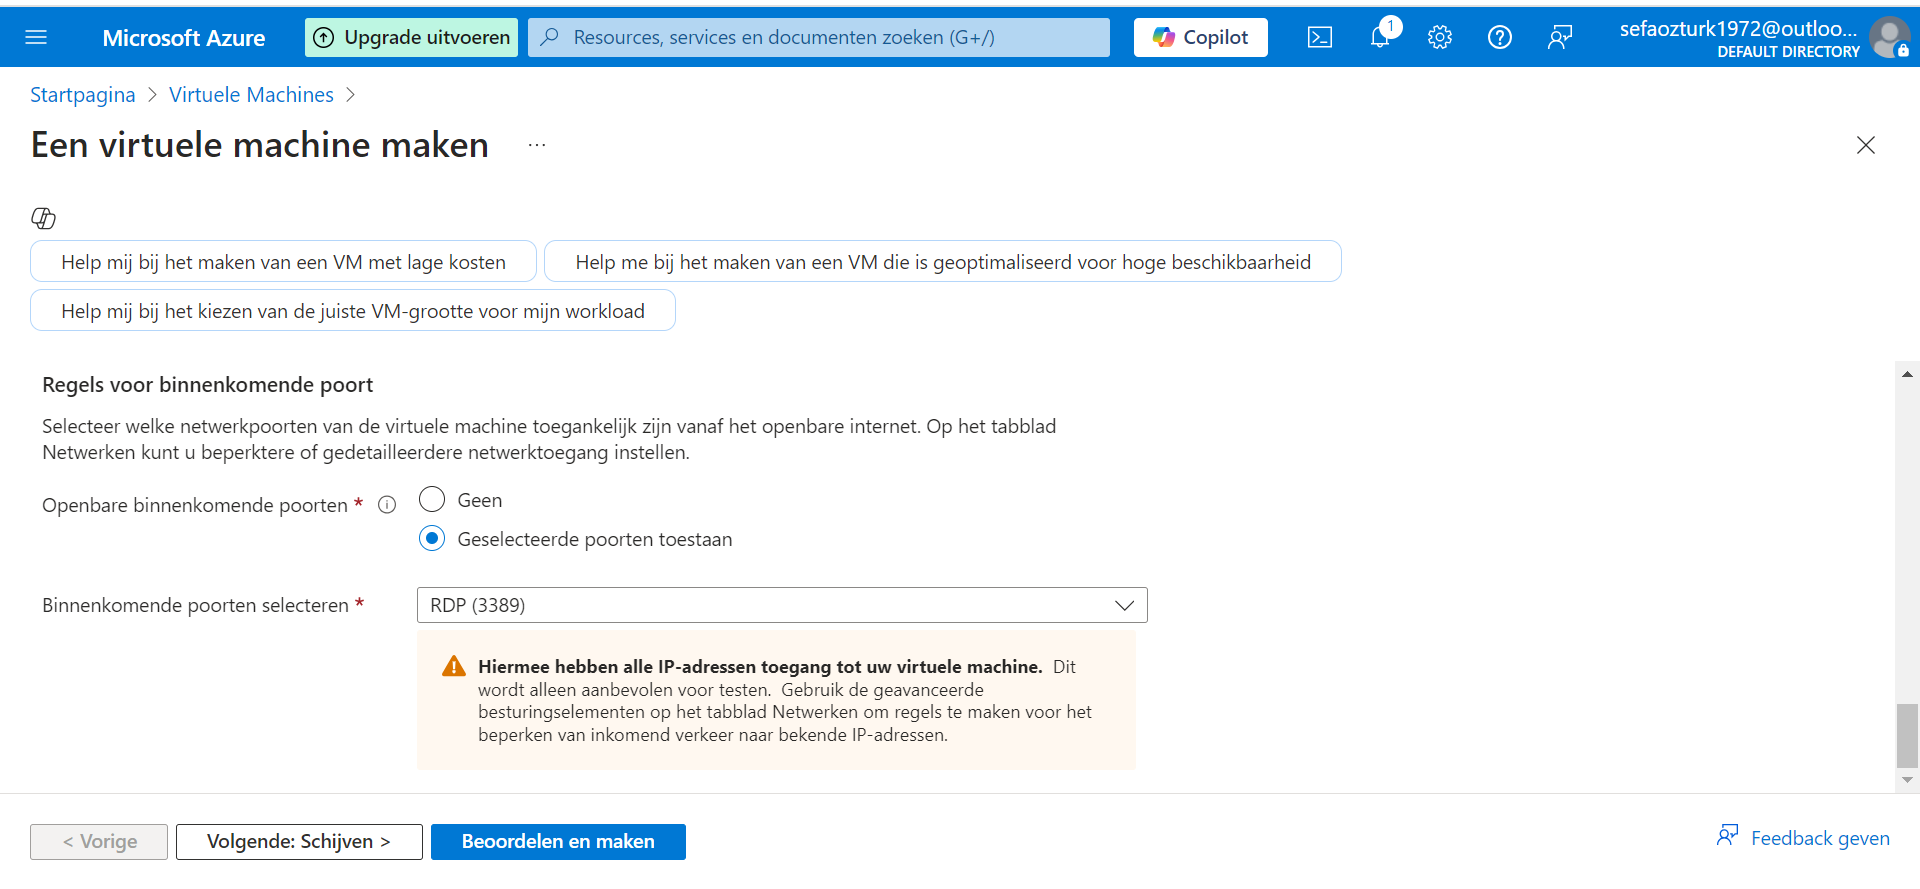 Microsoft Azure
Upgrade uitvoeren
Resources, services en documenten zoeken (G+/)
Copilot
1
sefaozturk1972@outloo...
DEFAULT DIRECTORY
Startpagina > Virtuele Machines >
Een virtuele machine maken ...
Help mij bij het maken van een VM met lage kosten
Help me bij het maken van een VM die is geoptimaliseerd voor hoge beschikbaarheid
Help mij bij het kiezen van de juiste VM-grootte voor mijn workload
Regels voor binnenkomende poort
Selecteer welke netwerkpoorten van de virtuele machine toegankelijk zijn vanaf het openbare internet. Op het tabblad
Netwerken kunt u beperktere of gedetailleerdere netwerktoegang instellen.
Openbare binnenkomende poorten *
Geen
Geselecteerde poorten toestaan
Binnenkomende poorten selecteren *
RDP (3389)
Hiermee hebben alle IP-adressen toegang tot uw virtuele machine. Dit
wordt alleen aanbevolen voor testen. Gebruik de geavanceerde
besturingselementen op het tabblad Netwerken om regels te maken voor het
beperken van inkomend verkeer naar bekende IP-adressen.
< Vorige
Volgende: Schijven >
Beoordelen en maken
Feedback geven